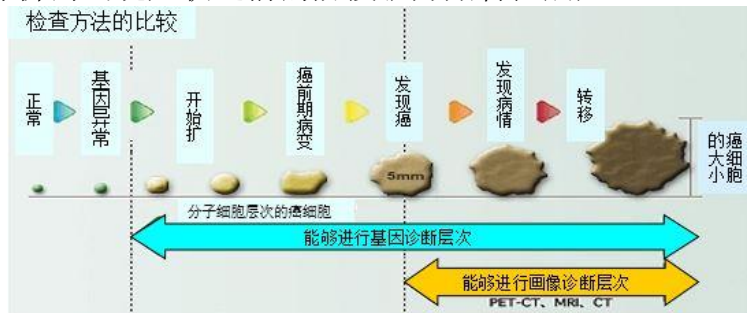 检查方法的比较
正常
基因异常
开始扩
癌前期病变
发现癌
发现病情
转移
的癌
大细
小胞
5mm
分子细胞层次的癌细胞
能够进行基因诊断层次
能够进行画像诊断层次
PET-CT、MRI、CT